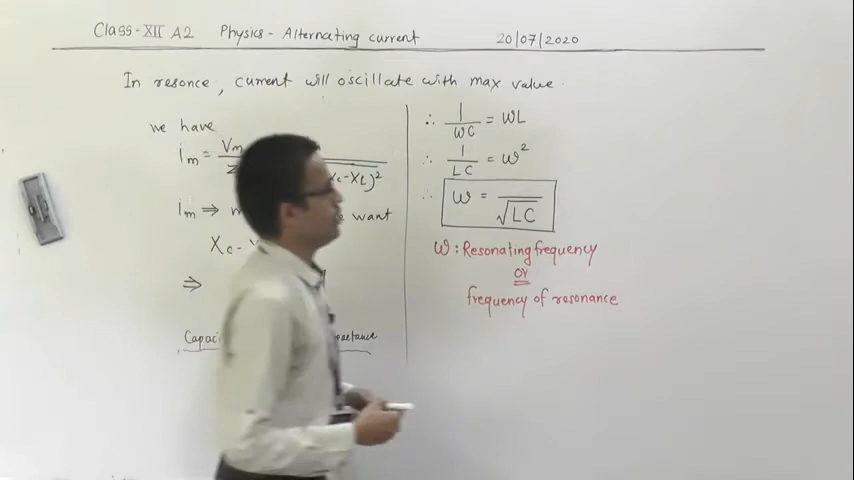 Class-XII A2 Physics - Alternating current 20/07/2020
In resonce, current will oscillate with max value.
we have
im = Vm Xc-XL)²
im ⇒ want
Xc-
⇒
Capaci eactance
∴ 1/ωC = ωL
∴ 1/LC = ω²
∴ ω = /√LC
ω : Resonating frequency
or
frequency of resonance